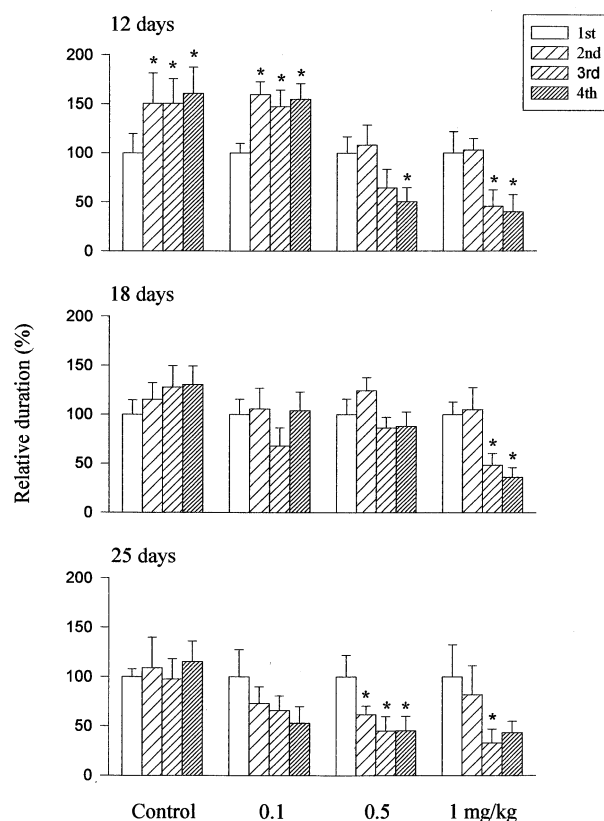 12 days
1st
2nd
3rd
4th
200
150
100
50
0
* * * * * * * * *
18 days
200
150
100
50
0
* *
25 days
200
150
100
50
0
* * * *
Relative duration (%)
Control 0.1 0.5 1 mg/kg